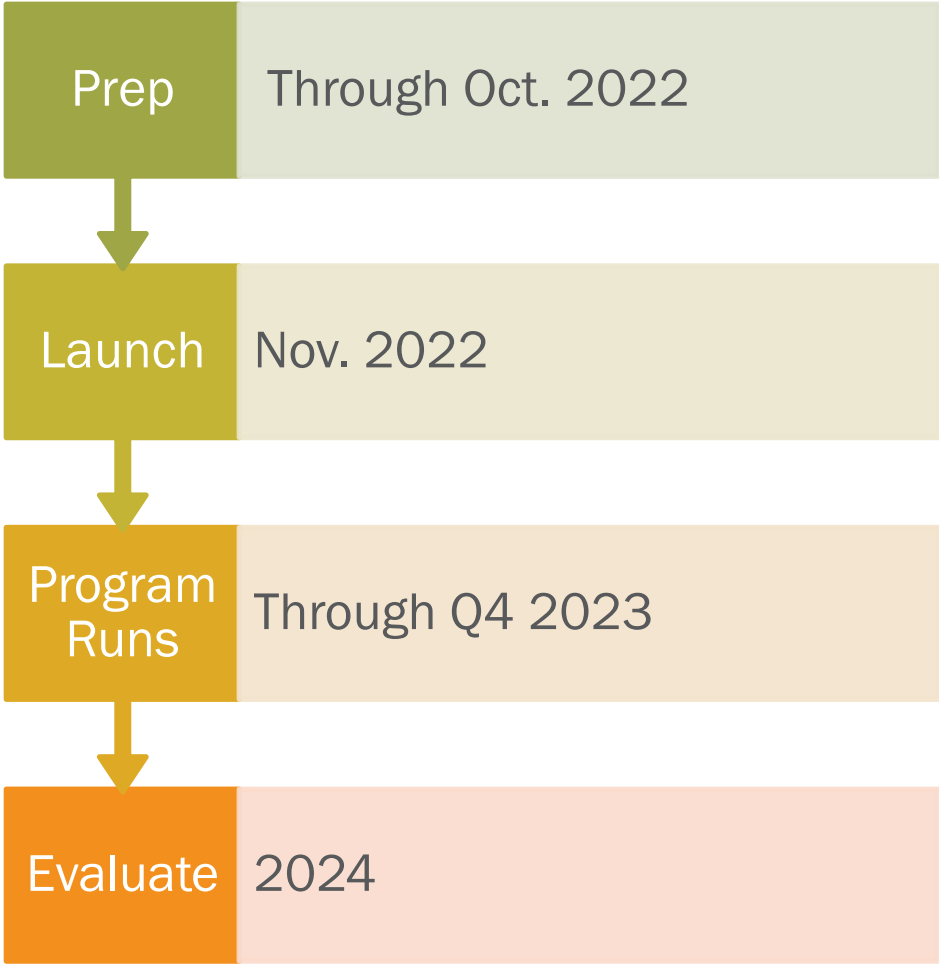 Prep
Through Oct. 2022
Launch
Nov. 2022
Program
Runs
Through Q4 2023
Evaluate
2024